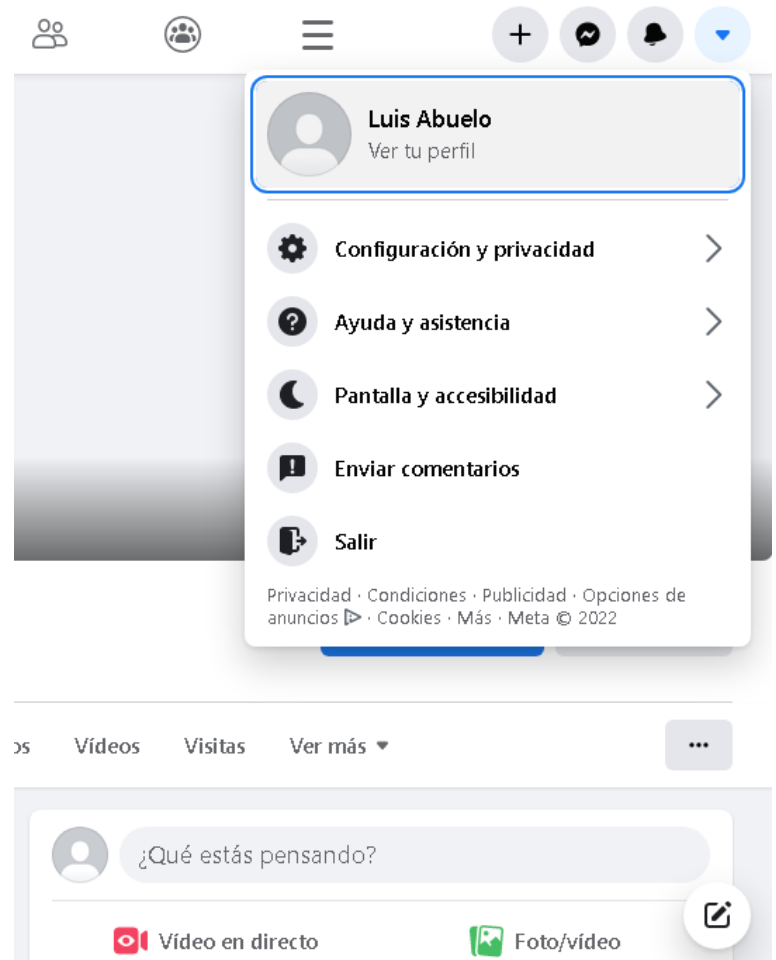 Luis Abuelo
Ver tu perfil
Configuración y privacidad
Ayuda y asistencia
Pantalla y accesibilidad
Enviar comentarios
Salir
Privacidad · Condiciones · Publicidad · Opciones de
anuncios · Cookies · Más · Meta © 2022
os Vídeos Visitas Ver más
¿Qué estás pensando?
Vídeo en directo Foto/vídeo